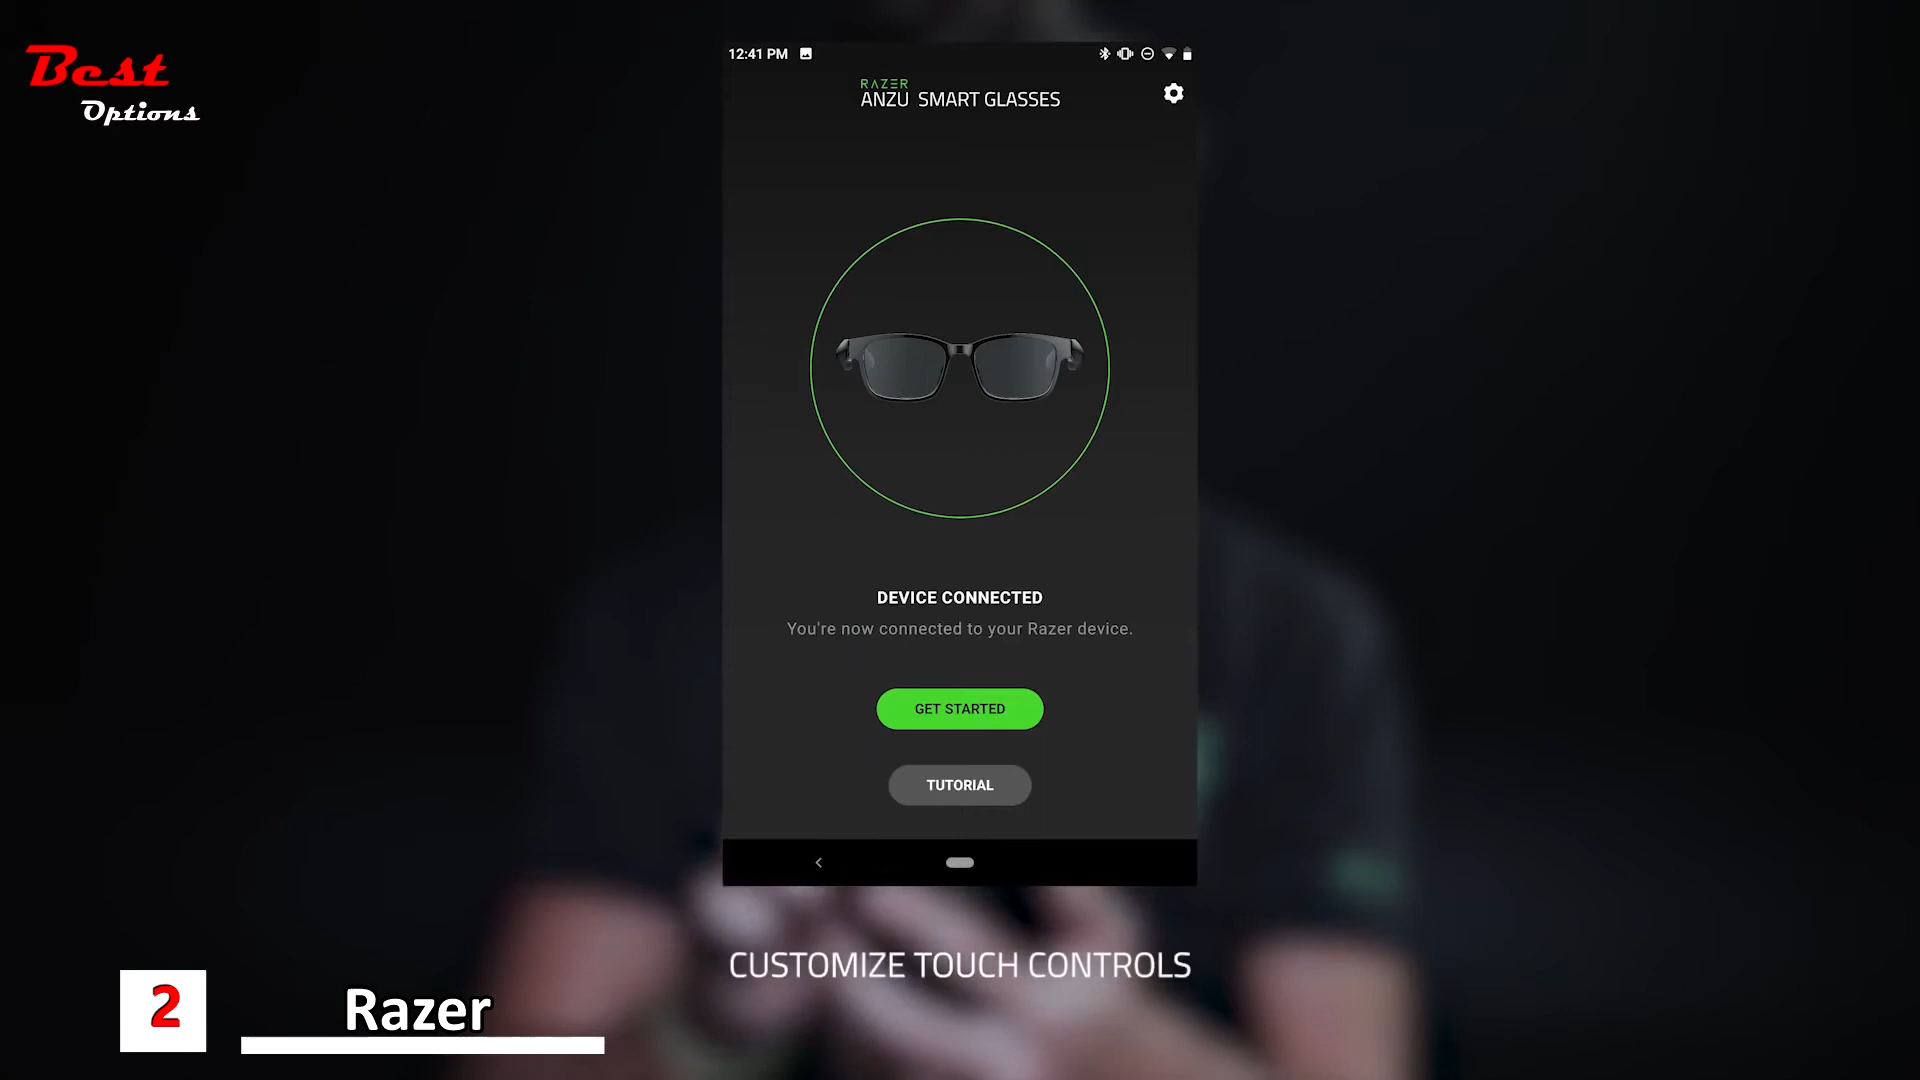 Best
Options
12:41 PM
RAZER
ANZU SMART GLASSES
DEVICE CONNECTED
You're now connected to your Razer device.
GET STARTED
TUTORIAL
CUSTOMIZE TOUCH CONTROLS
2
Razer